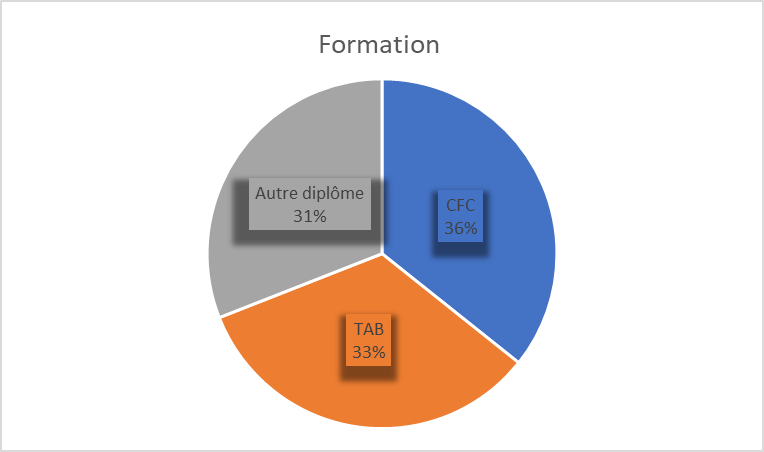 Formation
Autre diplôme
31%
CFC
36%
TAB
33%